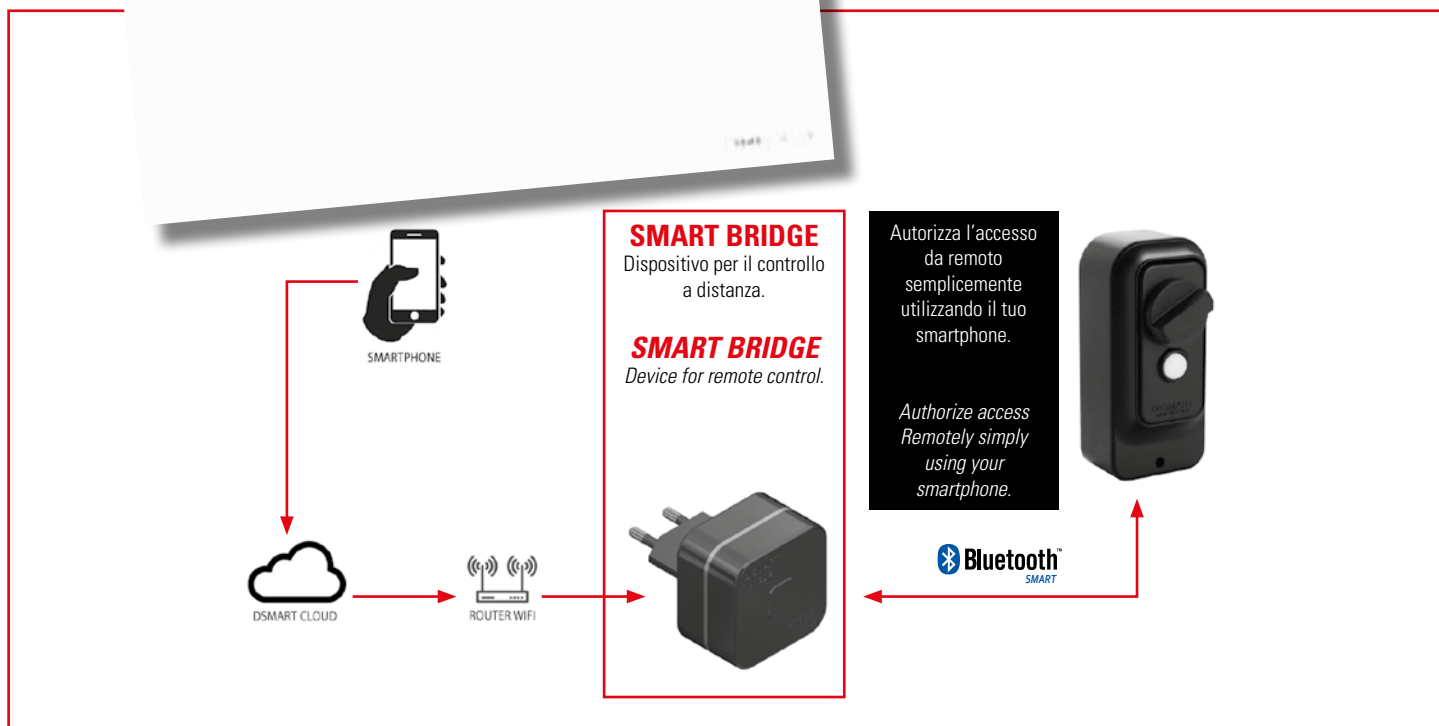 SMARTPHONE
DSMART CLOUD
ROUTER WIFI
SMART BRIDGE
Dispositivo per il controllo
a distanza.
SMART BRIDGE
Device for remote control.
Autorizza l'accesso
da remoto
semplicemente
utilizzando il tuo
smartphone.
Authorize access
Remotely simply
using your
smartphone.
Bluetooth™
SMART